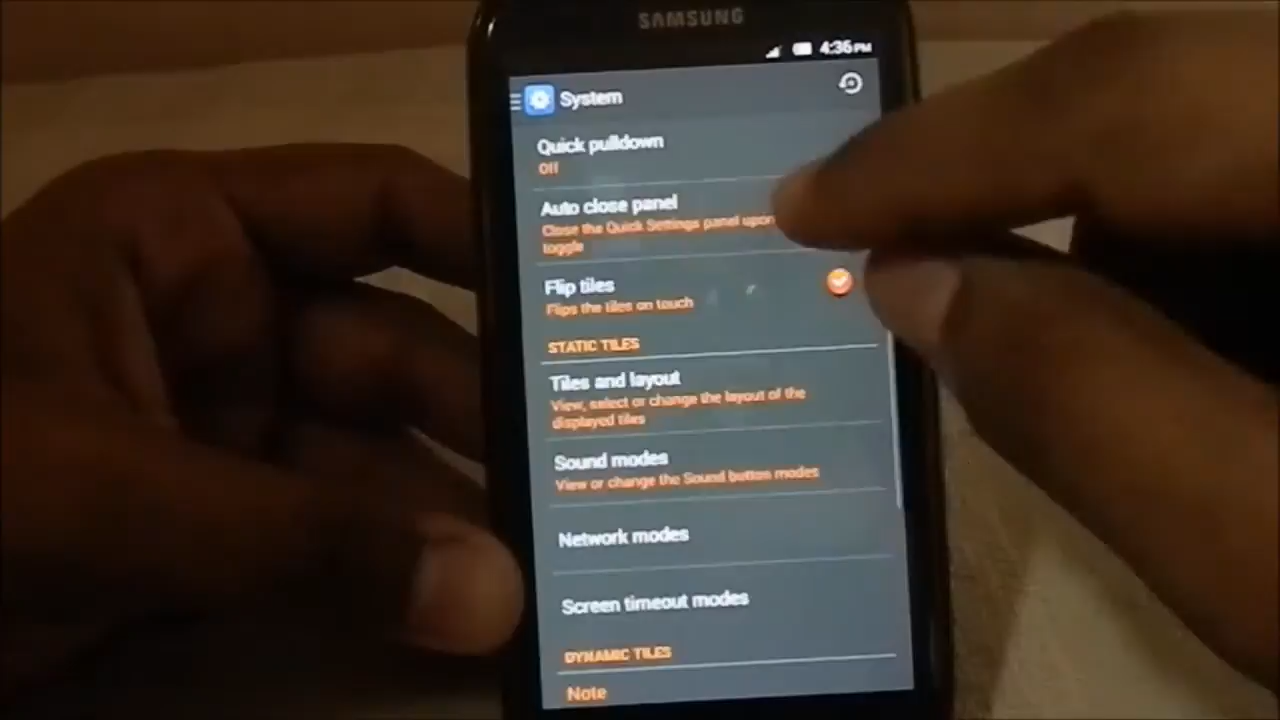 SAMSUNG
4:36 PM
System
Quick pulldown
Off
Auto close panel
Close the Quick Settings panel upon
toggle
Flip tiles
Flips the tiles on touch
STATIC TILES
Tiles and layout
View, select or change the layout of the
displayed tiles
Sound modes
View or change the Sound button modes
Network modes
Screen timeout modes
DYNAMIC TILES
Note